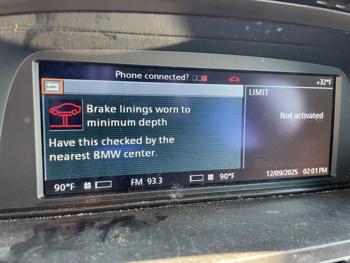 Phone connected?
+32°F
Brake linings worn to
minimum depth
Have this checked by the
nearest BMW center.
LIMIT
Not activated
90°F
FM 93.3
90°F
12/09/2025 02:01 PM